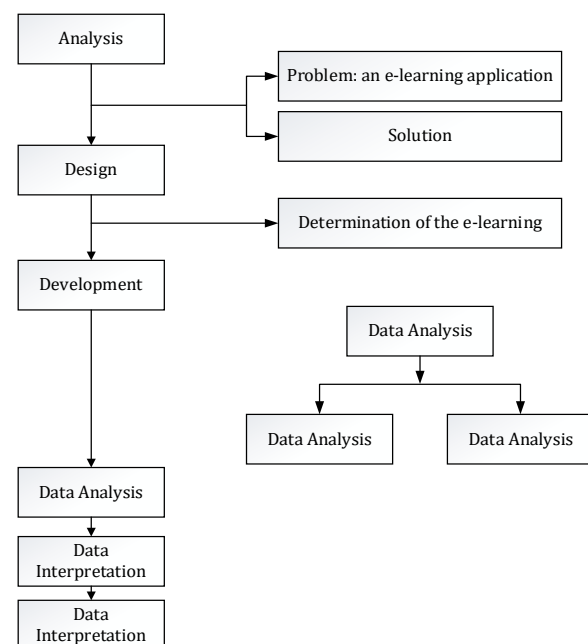 Analysis
Problem: an e-learning application
Solution
Design
Determination of the e-learning
Development
Data Analysis
Data Analysis
Data Analysis
Data Analysis
Data
Interpretation
Data
Interpretation